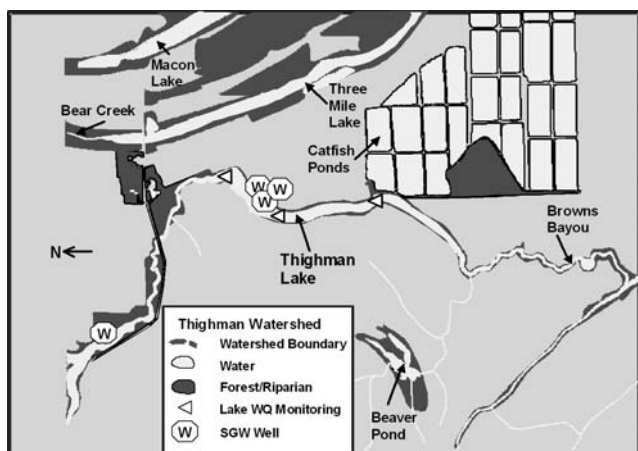 Macon
Lake
Bear Creek
Three
Mile
Lake
Catfish
Ponds
W
W
W
N
Thighman
Lake
Browns
Bayou
W
Thighman Watershed
Watershed Boundary
Water
Forest/Riparian
Lake WQ Monitoring
W SGW Well
Beaver
Pond